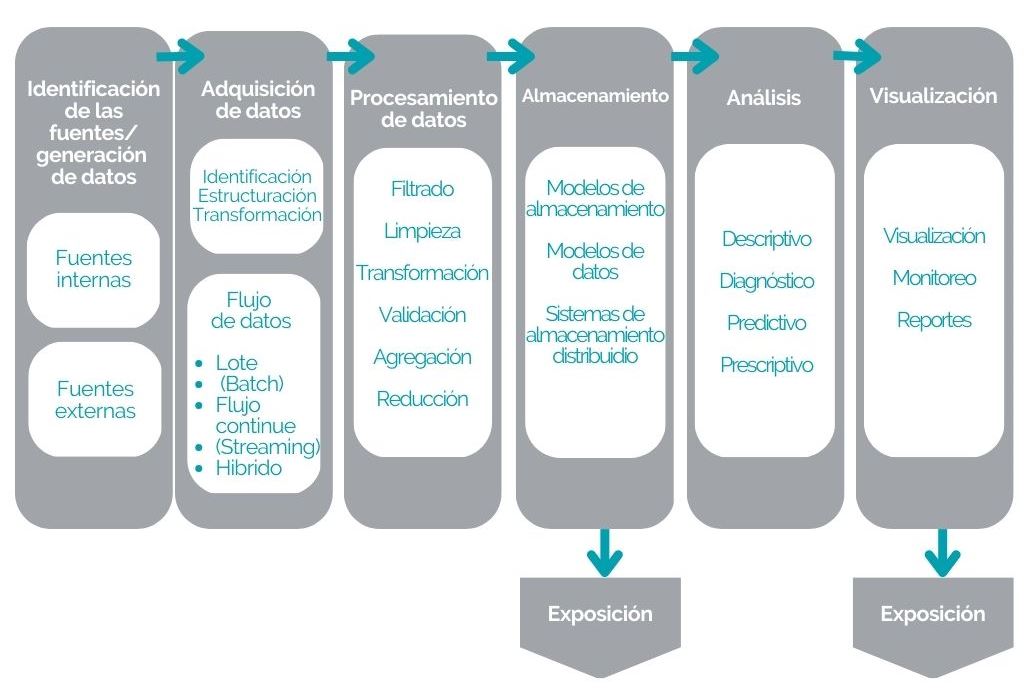 Identificación
de las
fuentes/
generación
de datos
Fuentes
internas
Fuentes
externas
Adquisición
de datos
Identificación
Estructuración
Transformación
Flujo
de datos
• Lote
• (Batch)
• Flujo
continue
• (Streaming)
• Hibrido
Procesamiento
de datos
Filtrado
Limpieza
Transformación
Validación
Agregación
Reducción
Almacenamiento
Modelos de
almacenamiento
Modelos de
datos
Sistemas de
almacenamiento
distribuidio
Análisis
Descriptivo
Diagnóstico
Predictivo
Prescriptivo
Visualización
Visualización
Monitoreo
Reportes
Exposición
Exposición